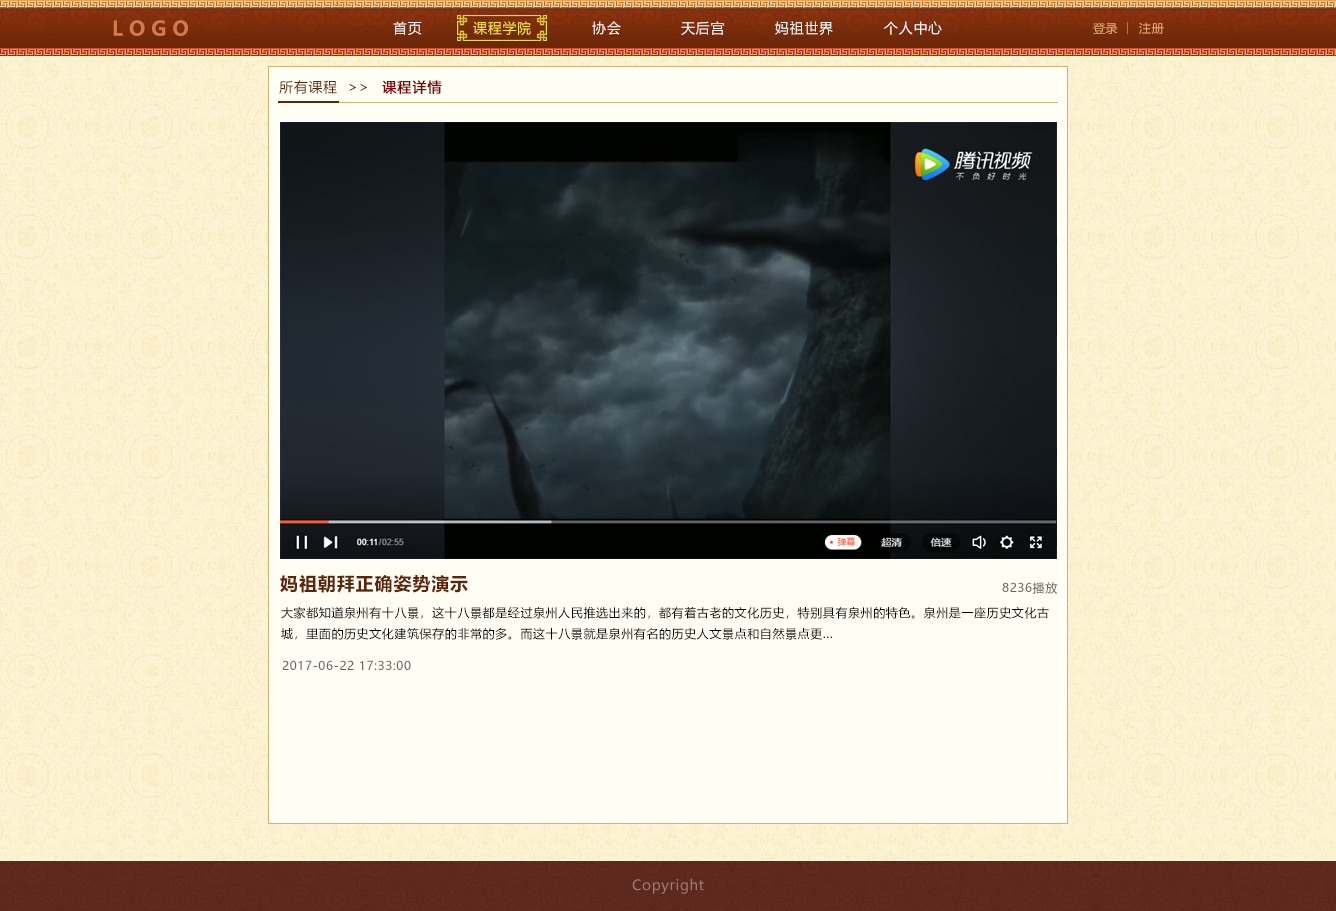 LOGO 首页 课程学院 协会 天后宫 妈祖世界 个人中心 登录 | 注册
所有课程 >> 课程详情
腾讯视频
不负好时光
00:11/02:55 弹幕 超清 倍速
妈祖朝拜正确姿势演示
8236播放
大家都知道泉州有十八景，这十八景都是经过泉州人民推选出来的，都有着古老的文化历史，特别具有泉州的特色。泉州是一座历史文化古
城，里面的历史文化建筑保存的非常的多。而这十八景就是泉州有名的历史人文景点和自然景点更...
2017-06-22 17:33:00
Copyright